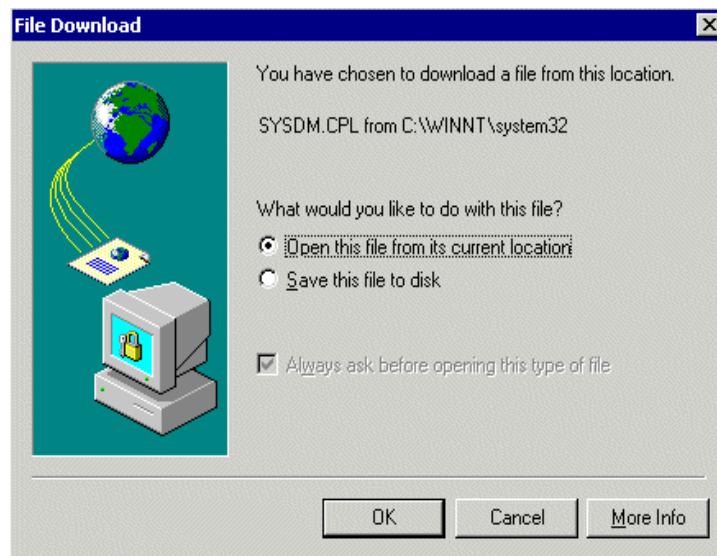 File Download
You have chosen to download a file from this location.
SYSDM.CPL from C:\WINNT\system32
What would you like to do with this file?
Open this file from its current location
Save this file to disk
Always ask before opening this type of file
OK
Cancel
More Info